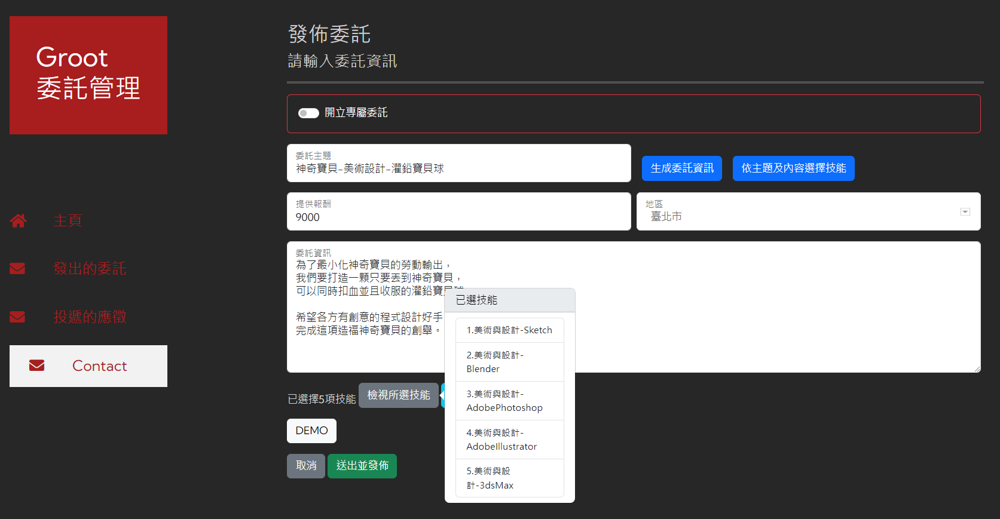 Groot
委託管理
主頁
發出的委託
投遞的應徵
Contact
發佈委託
請輸入委託資訊
開立專屬委託
委託主題
神奇寶貝-美術設計-灌鉛寶貝球
生成委託資訊
依主題及內容選擇技能
提供報酬
9000
地區
臺北市
委託資訊
為了最小化神奇寶貝的勞動輸出，
我們要打造一顆只要丟到神奇寶貝，
可以同時扣血並且收服的灌鉛寶貝球
希望各方有創意的程式設計好手
完成這項造福神奇寶貝的創舉。
已選擇5項技能
檢視所選技能
已選技能
1.美術與設計-Sketch
2.美術與設計-
Blender
3.美術與設計-
AdobePhotoshop
4.美術與設計-
AdobeIllustrator
5.美術與設
計-3dsMax
DEMO
取消
送出並發佈